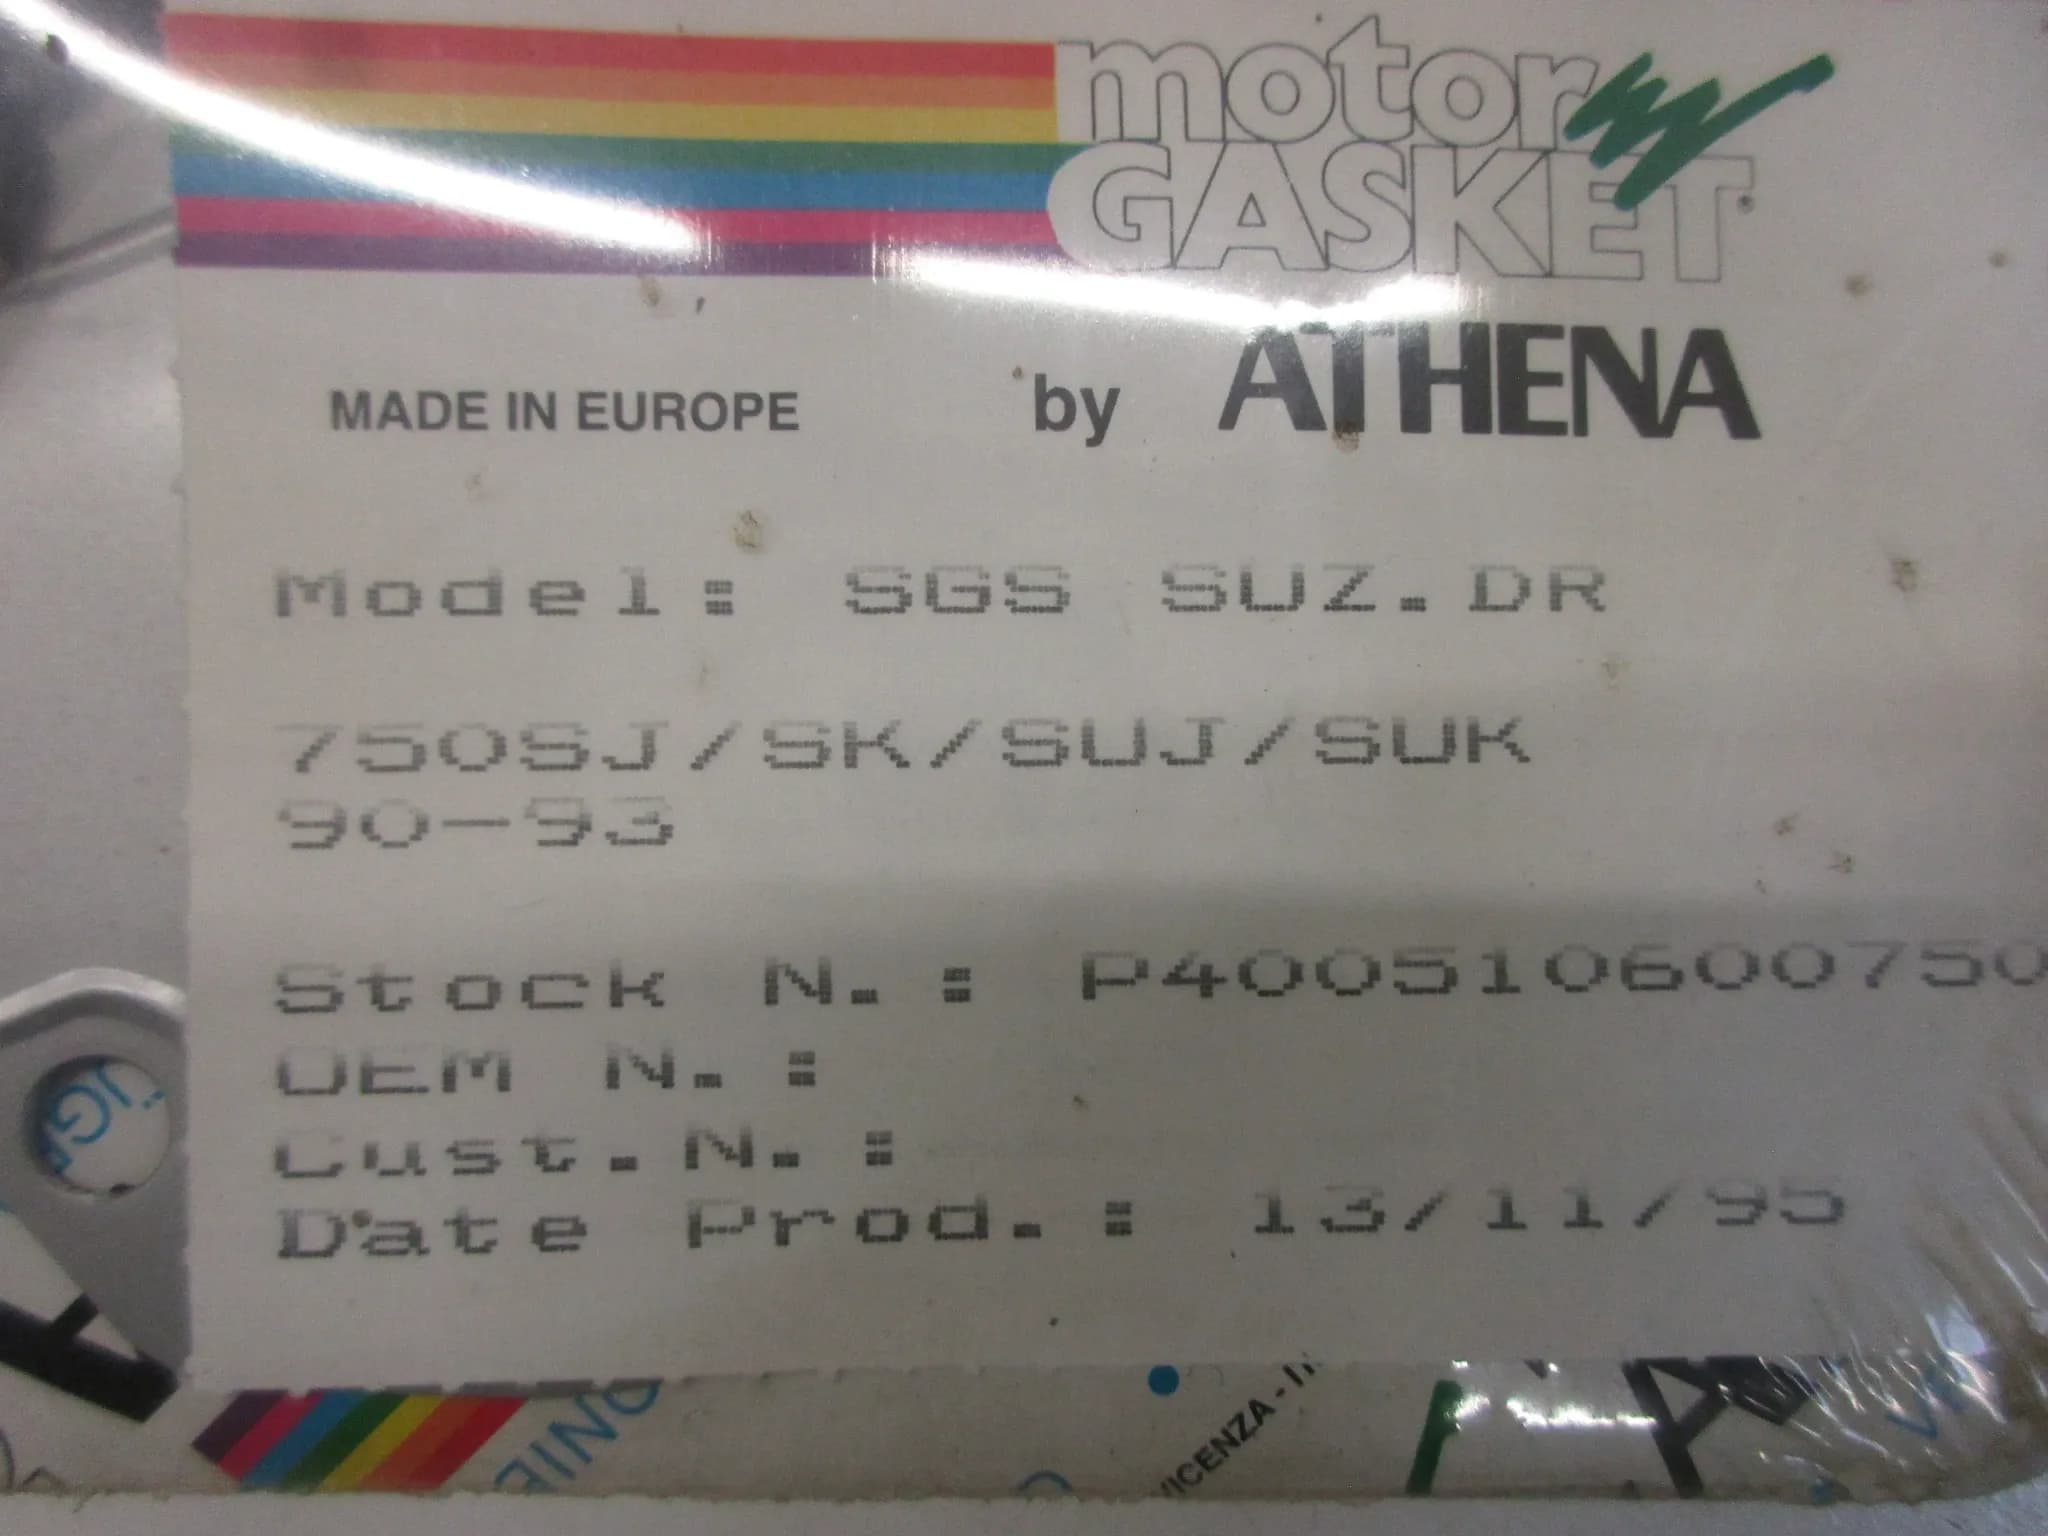 motor
GASKET
MADE IN EUROPE by ATHENA
Model: SGS SUZ.DR
750SJ/SK/SUJ/SUK
90-93
Stock N.: P400510600750
OEM N.:
Cust.N.:
Date Prod.: 13/11/95
VICENZA -